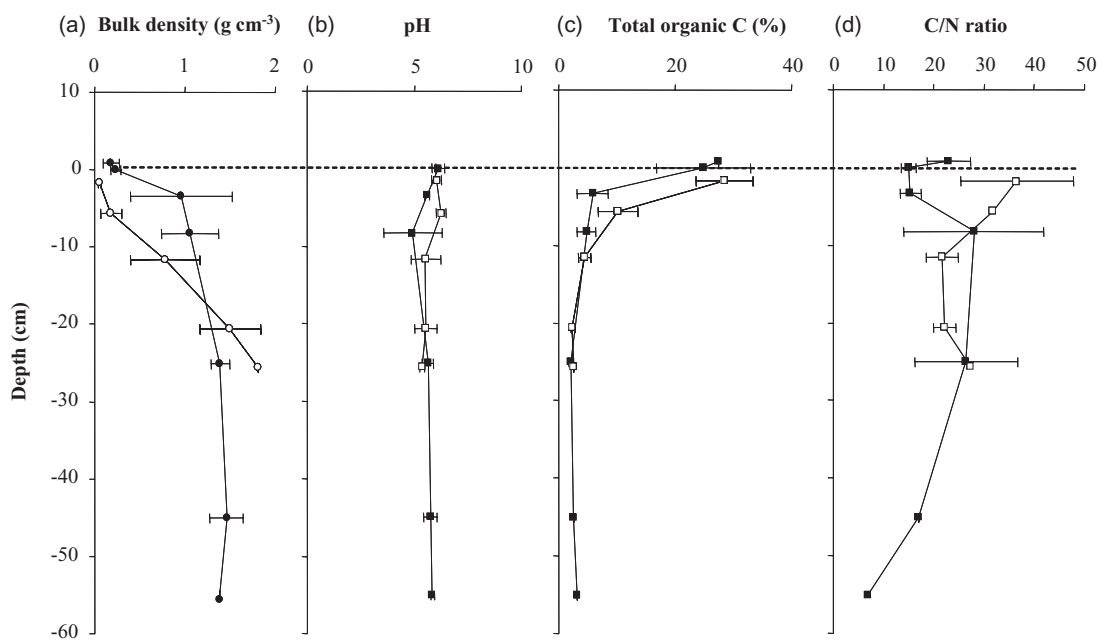 (a) Bulk density (g cm⁻³) (b) pH (c) Total organic C (%) (d) C/N ratio
0 1 2 0 5 10 0 20 40 0 10 20 30 40 50
10
0
-10
-20
-30
-40
-50
-60
Depth (cm)